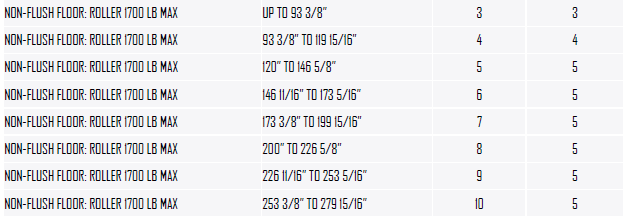 NON-FLUSH FLOOR: ROLLER 1700 LB MAX UP TO 93 3/8" 3 3
NON-FLUSH FLOOR: ROLLER 1700 LB MAX 93 3/8" TO 119 15/16" 4 4
NON-FLUSH FLOOR: ROLLER 1700 LB MAX 120" TO 146 5/8" 5 5
NON-FLUSH FLOOR: ROLLER 1700 LB MAX 146 11/16" TO 173 5/16" 6 5
NON-FLUSH FLOOR: ROLLER 1700 LB MAX 173 3/8" TO 199 15/16" 7 5
NON-FLUSH FLOOR: ROLLER 1700 LB MAX 200" TO 226 5/8" 8 5
NON-FLUSH FLOOR: ROLLER 1700 LB MAX 226 11/16" TO 253 5/16" 9 5
NON-FLUSH FLOOR: ROLLER 1700 LB MAX 253 3/8" TO 279 15/16" 10 5